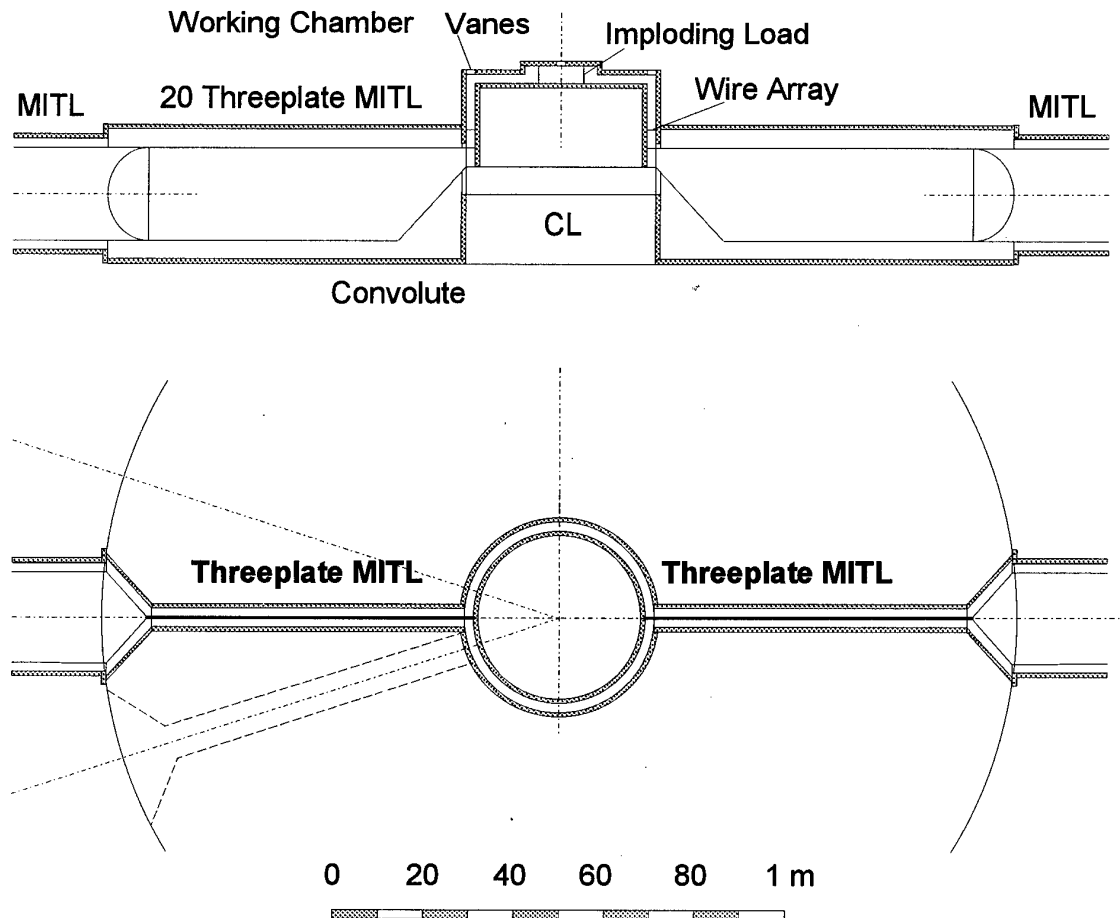 Working Chamber
Vanes
Imploding Load
MITL
20 Threeplate MITL
Wire Array
MITL
CL
Convolute
Threeplate MITL
Threeplate MITL
0 20 40 60 80 1 m